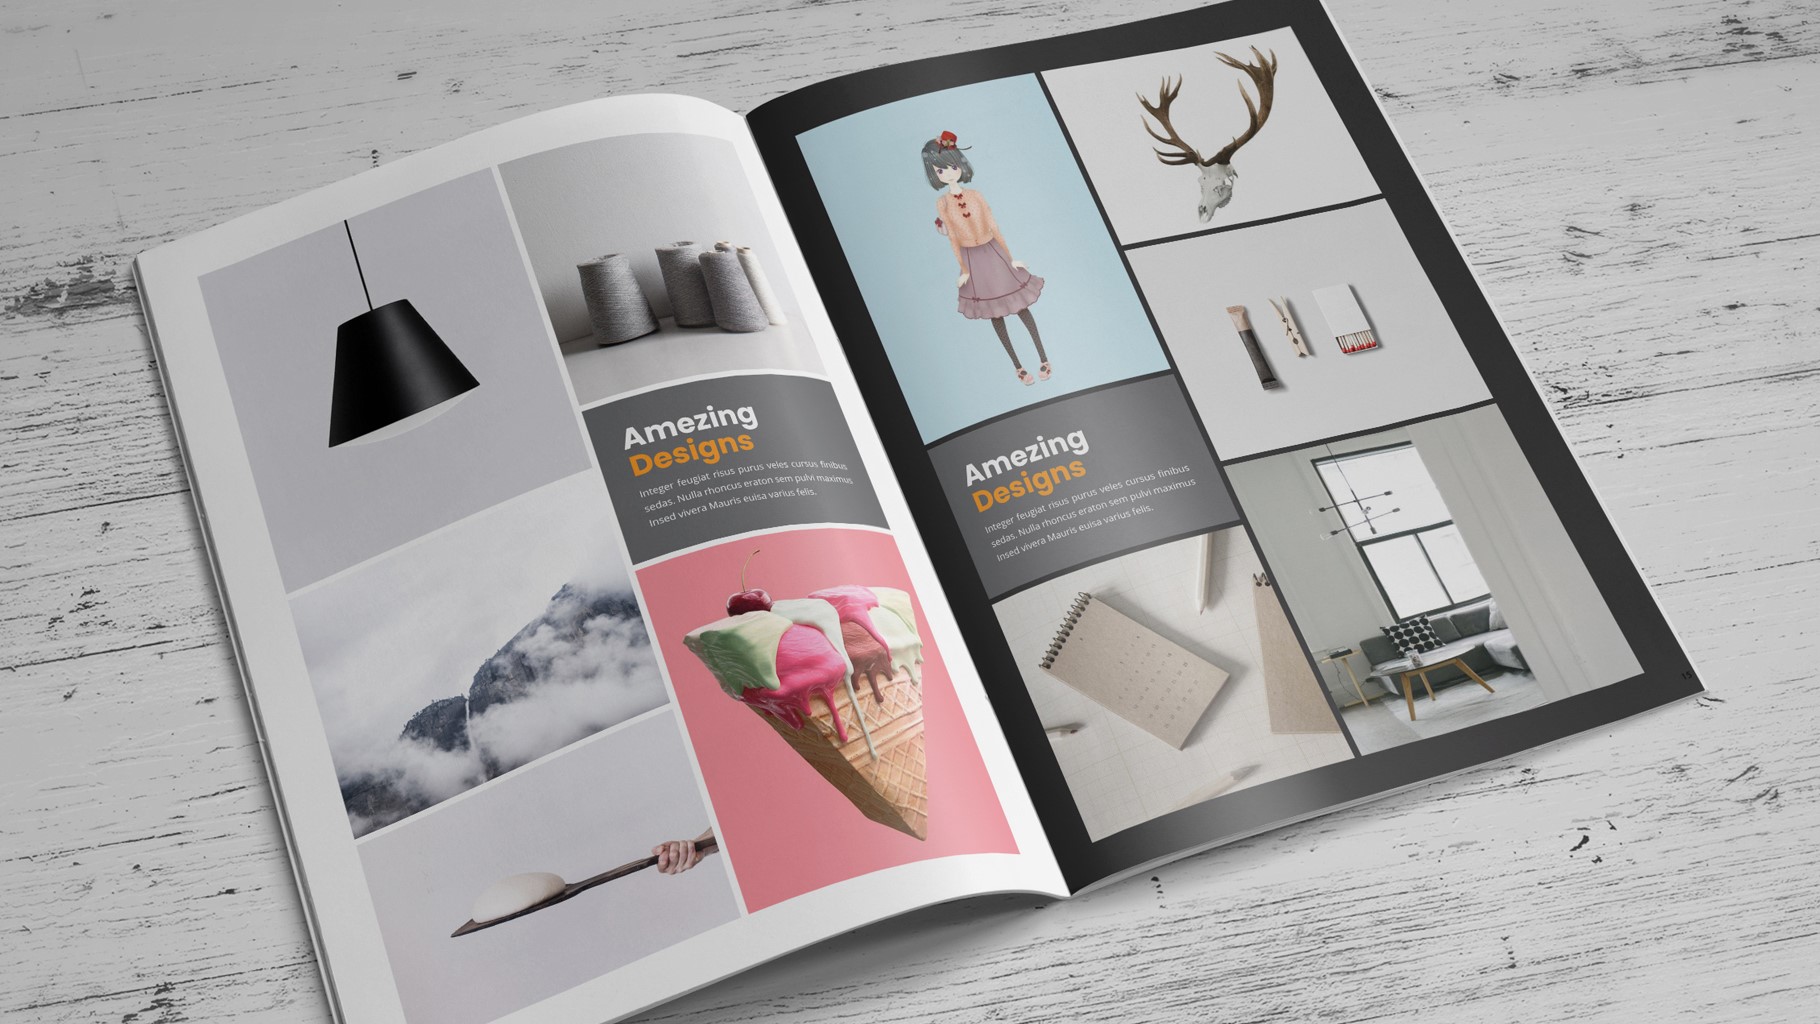 Amezing
Designs
Integer feugiat risus purus veles cursus finibus
sedas. Nulla rhoncus eraton sem pulvi maximus
Insed vivera Mauris euisa varius felis.
Amezing
Designs
Integer feugiat risus purus veles cursus finibus
sedas. Nulla rhoncus eraton sem pulvi maximus
Insed vivera Mauris euisa varius felis.
15